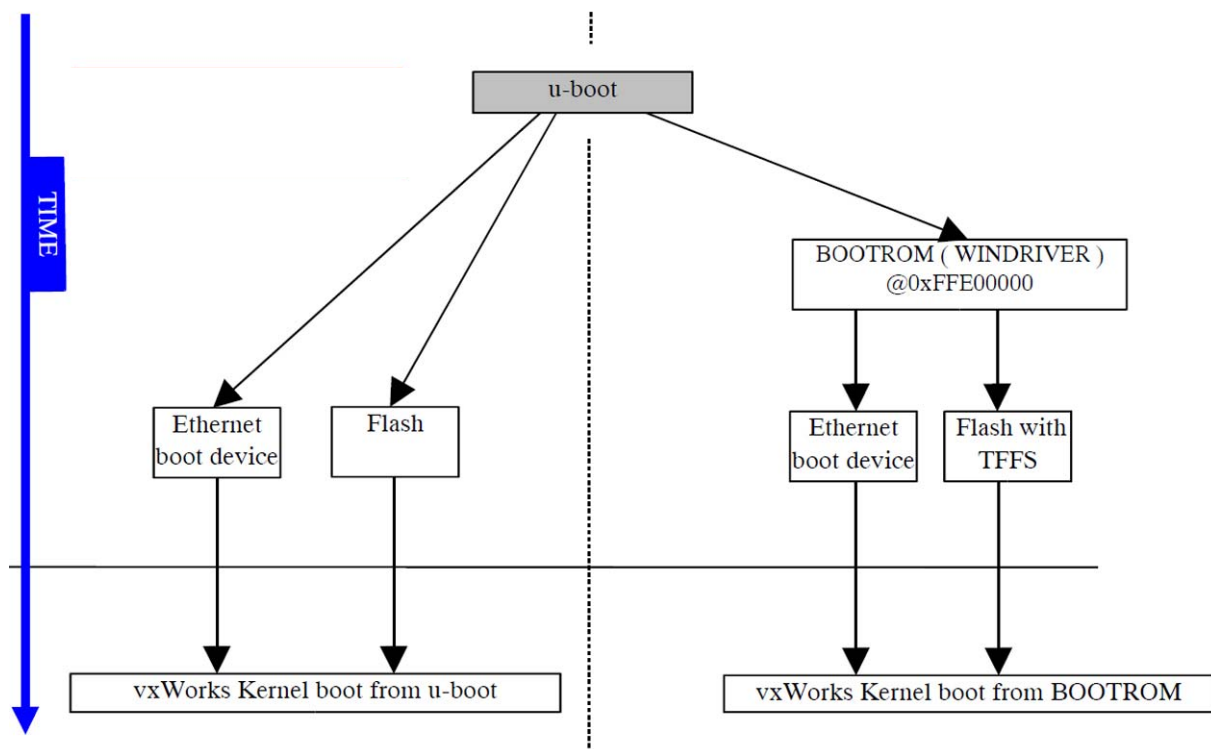 u-boot
TIME
BOOTROM ( WINDRIVER )
@0xFFE00000
Ethernet
boot device
Flash
Ethernet
boot device
Flash with
TFFS
vxWorks Kernel boot from u-boot
vxWorks Kernel boot from BOOTROM